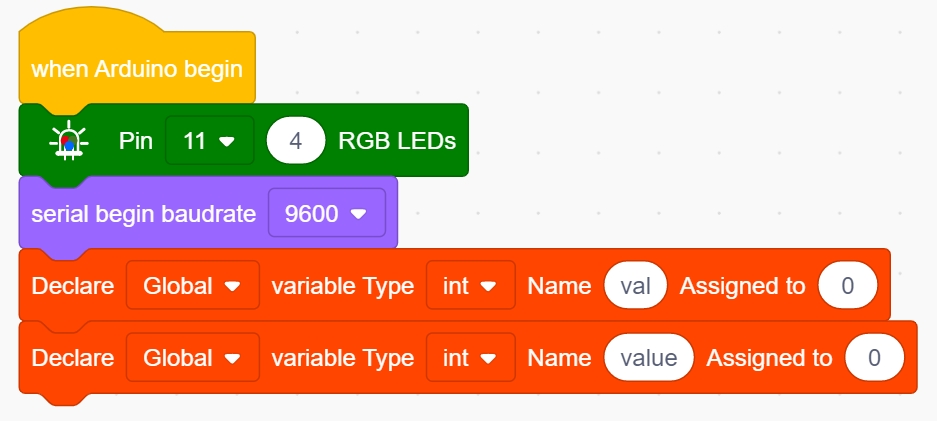 when Arduino begin
Pin 11 4 RGB LEDs
serial begin baudrate 9600
Declare Global variable Type int Name val Assigned to 0
Declare Global variable Type int Name value Assigned to 0